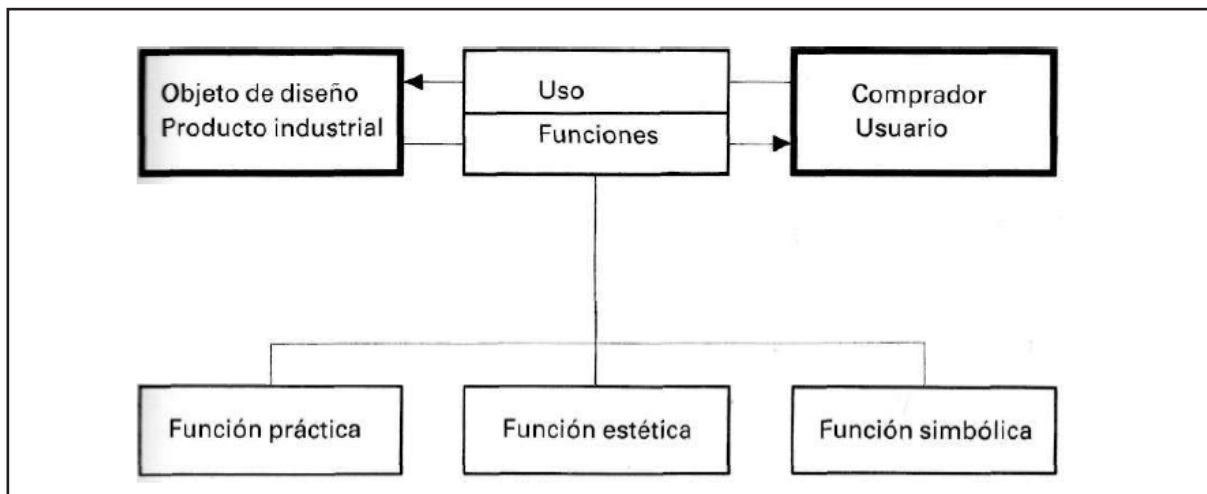 Objeto de diseño
Producto industrial
Uso
Funciones
Comprador
Usuario
Función práctica
Función estética
Función simbólica